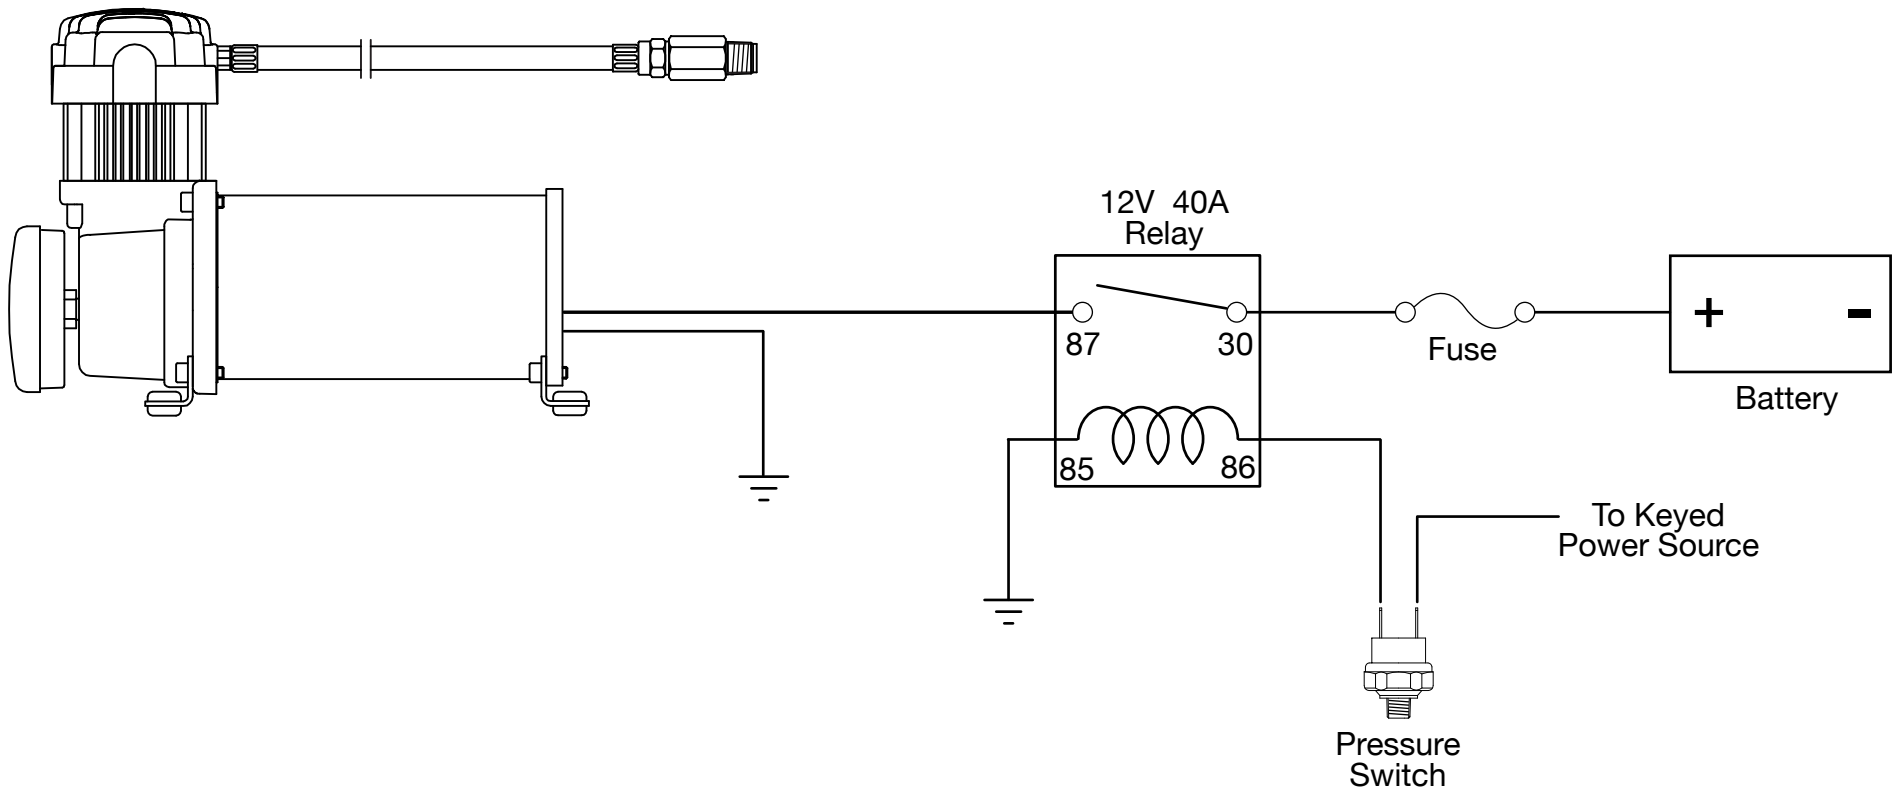 12V 40A
Relay
87
30
Fuse
+
-
Battery
85
86
To Keyed
Power Source
Pressure
Switch